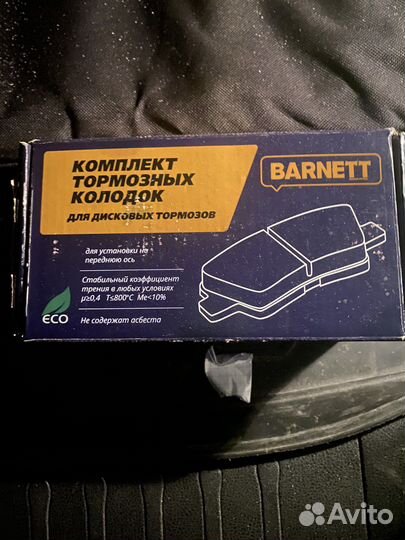 КОМПЛЕКТ
ТОРМОЗНЫХ
КОЛОДОК
ДЛЯ ДИСКОВЫХ ТОРМОЗОВ
BARNETT
для установки на
переднюю ось
Стабильный коэффициент
трения в любых условиях
μ≥0,4 T≤800°C Me<10%
Не содержат асбеста
ECO
Avito